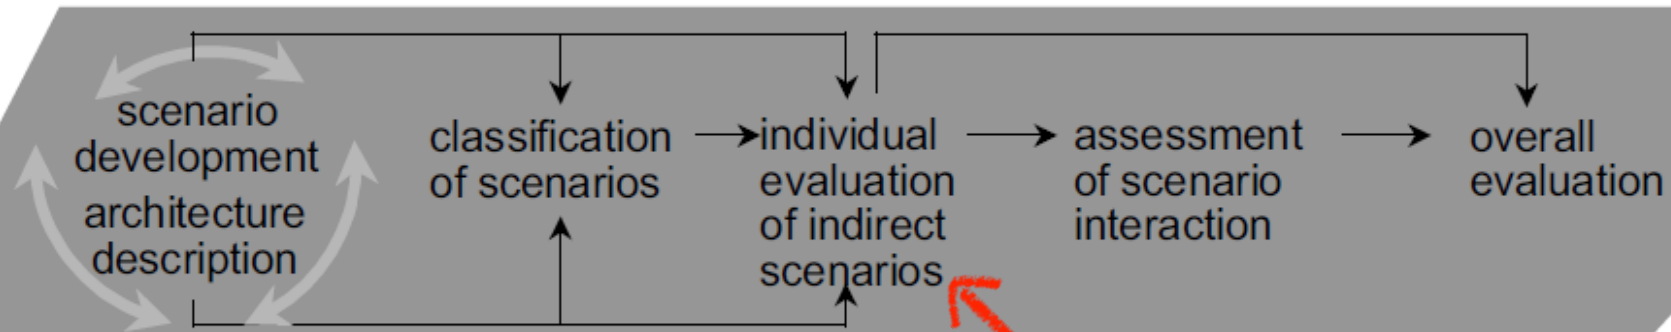 scenario
development
architecture
description
classification
of scenarios
individual
evaluation
of indirect
scenarios
assessment
of scenario
interaction
overall
evaluation